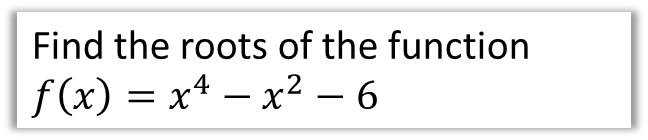 Find the roots of the function
f(x) = x⁴ − x² − 6